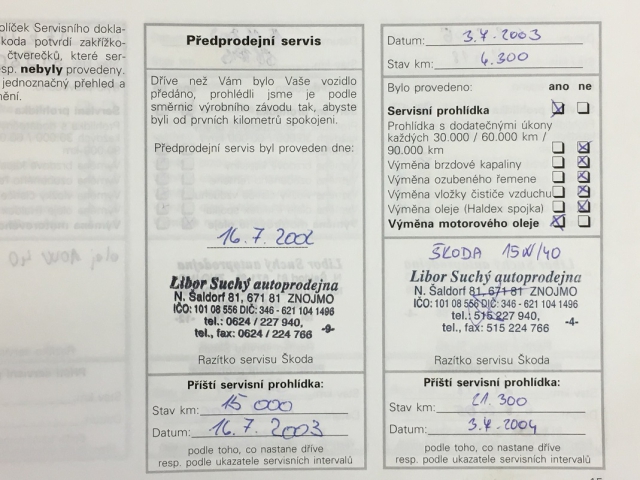 olíček Servisního dokla-
koda potvrdí zakřížko-
čtverečků, které ser-
esp. nebyly provedeny.
jednoznačný přehled a
nění.
Předprodejní servis
Dříve než Vám bylo Vaše vozidlo
předáno, prohlédli jsme je podle
směrnic výrobního závodu tak, abyste
byli od prvních kilometrů spokojeni.
Předprodejní servis byl proveden dne:
16.7.2002
Libor Suchý autoprodejna
N. Šaldorf 81, 671 81 ZNOJMO
IČO: 101 08 556 DIČ: 346 - 621 104 1496
tel.: 0624 / 227 940,
tel., fax: 0624 / 224 766 -9-
Razítko servisu Škoda
Příští servisní prohlídka:
Stav km: 15 000
Datum: 16.7.2003
podle toho, co nastane dříve
resp. podle ukazatele servisních intervalů
Datum: 3.4.2003
Stav km: 6.300
Bylo provedeno: ano ne
Servisní prohlídka
Prohlídka s dodatečnými úkony
každých 30.000 / 60.000 km /
90.000 km
Výměna brzdové kapaliny
Výměna ozubeného řemene
Výměna vložky čističe vzduchu
Výměna oleje (Haldex spojka)
Výměna motorového oleje
ŠKODA 15W/40
Libor Suchý autoprodejna
N. Šaldorf 81, 671 81 ZNOJMO
IČO: 101 08 556 DIČ: 346 - 621 104 1496
tel.: 515 227 940,
tel., fax: 515 224 766 -4-
Razítko servisu Škoda
Příští servisní prohlídka:
Stav km: 21.300
Datum: 3.4.2004
podle toho, co nastane dříve
resp. podle ukazatele servisních intervalů